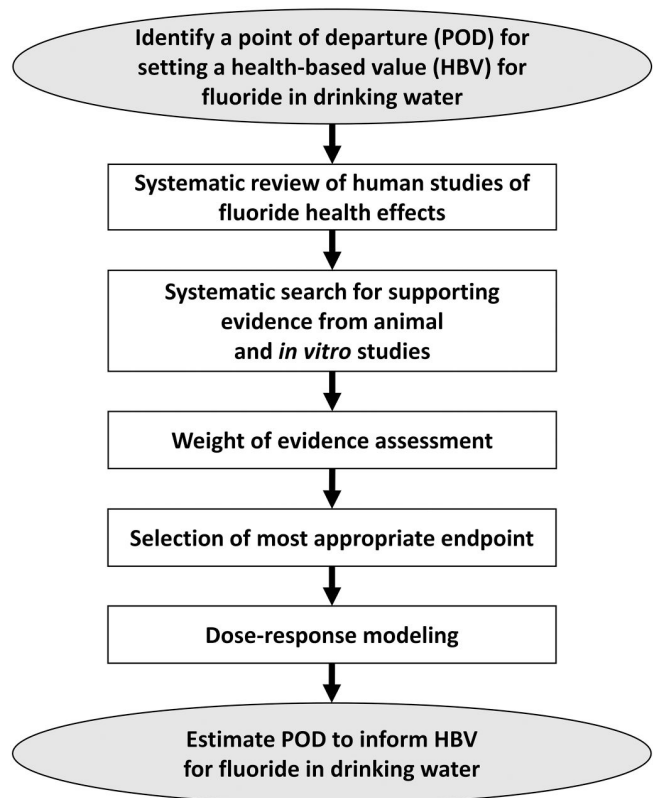 Identify a point of departure (POD) for
setting a health-based value (HBV) for
fluoride in drinking water
Systematic review of human studies of
fluoride health effects
Systematic search for supporting
evidence from animal
and in vitro studies
Weight of evidence assessment
Selection of most appropriate endpoint
Dose-response modeling
Estimate POD to inform HBV
for fluoride in drinking water